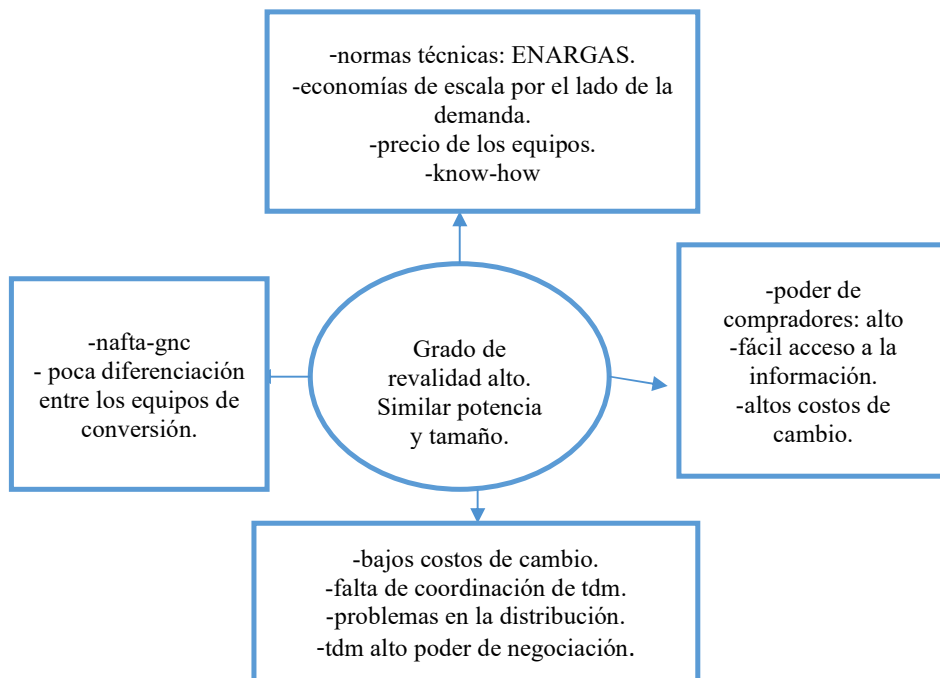 -normas técnicas: ENARGAS.
-economías de escala por el lado de la
demanda.
-precio de los equipos.
-know-how
-nafta-gnc
- poca diferenciación
entre los equipos de
conversión.
Grado de
revalidad alto.
Similar potencia
y tamaño.
-poder de
compradores: alto
-fácil acceso a la
información.
-altos costos de
cambio.
-bajos costos de cambio.
-falta de coordinación de tdm.
-problemas en la distribución.
-tdm alto poder de negociación.